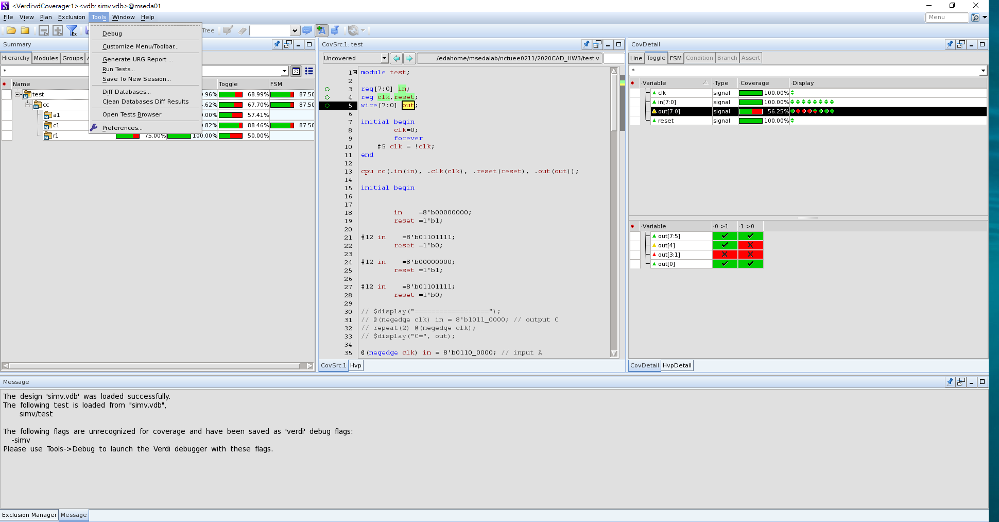 <Verdi:vdCoverage:1><vdb: simv.vdb>@mseda01
File View Plan Exclusion Tools Window Help
Menu
Tree
Debug
Customize Menu/Toolbar...
Generate URG Report ...
Run Tests...
Save To New Session...
Diff Databases...
Clean Databases Diff Results
Open Tests Browser
Preferences...
Summary
Hierarchy Modules Groups
*
Name Toggle FSM
test 0.96% 68.99% 87.50
cc .62% 67.70% 87.50
a1 0.00% 57.41%
c1 0.82% 88.46% 87.50
r1 75.00% 100.00% 50.00%
CovSrc.1: test
Uncovered /edahome/msedalab/nctuee0211/2020CAD_HW3/test.v
1 module test;
2
3 reg[7:0] in;
4 reg clk,reset;
5 wire[7:0] out;
6
7 initial begin
8 clk=0;
9 forever
10 #5 clk = !clk;
11 end
12
13 cpu cc(.in(in), .clk(clk), .reset(reset), .out(out));
14
15 initial begin
16
17
18 in =8'b00000000;
19 reset =1'b1;
20
21 #12 in =8'b01101111;
22 reset =1'b0;
23
24 #12 in =8'b00000000;
25 reset =1'b1;
26
27 #12 in =8'b01101111;
28 reset =1'b0;
29
30 // $display("==================");
31 // @(negedge clk) in = 8'b1011_0000; // output C
32 // repeat(2) @(negedge clk);
33 // $display("C=", out);
34
35 @(negedge clk) in = 8'b0110_0000; // input A
CovSrc.1 Hvp
CovDetail
Line Toggle FSM Condition Branch Assert
*
Variable Type Coverage Display
clk signal 100.00%
in[7:0] signal 100.00%
out[7:0] signal 56.25%
reset signal 100.00%
Variable 0->1 1->0
out[7:5]
out[4]
out[3:1]
out[0]
CovDetail HvpDetail
Message
The design 'simv.vdb' was loaded successfully.
The following test is loaded from "simv.vdb",
simv/test
The following flags are unrecognized for coverage and have been saved as 'verdi' debug flags:
-simv
Please use Tools->Debug to launch the Verdi debugger with these flags.
Exclusion Manager Message